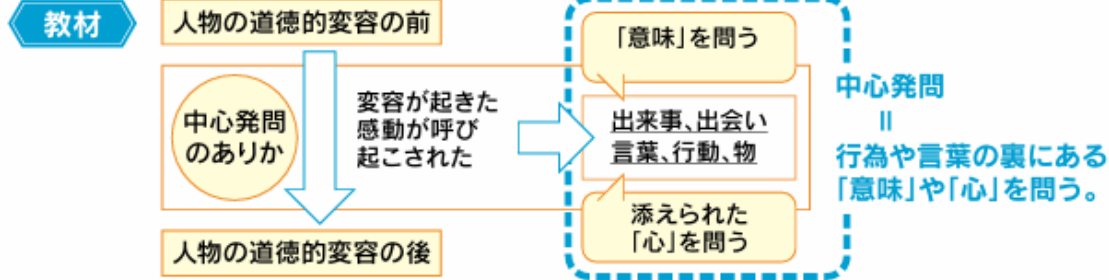 教材
人物の道徳的変容の前
中心発問
のありか
変容が起きた
感動が呼び
起こされた
「意味」を問う
出来事、出会い
言葉、行動、物
添えられた
「心」を問う
人物の道徳的変容の後
中心発問
＝
行為や言葉の裏にある
「意味」や「心」を問う。